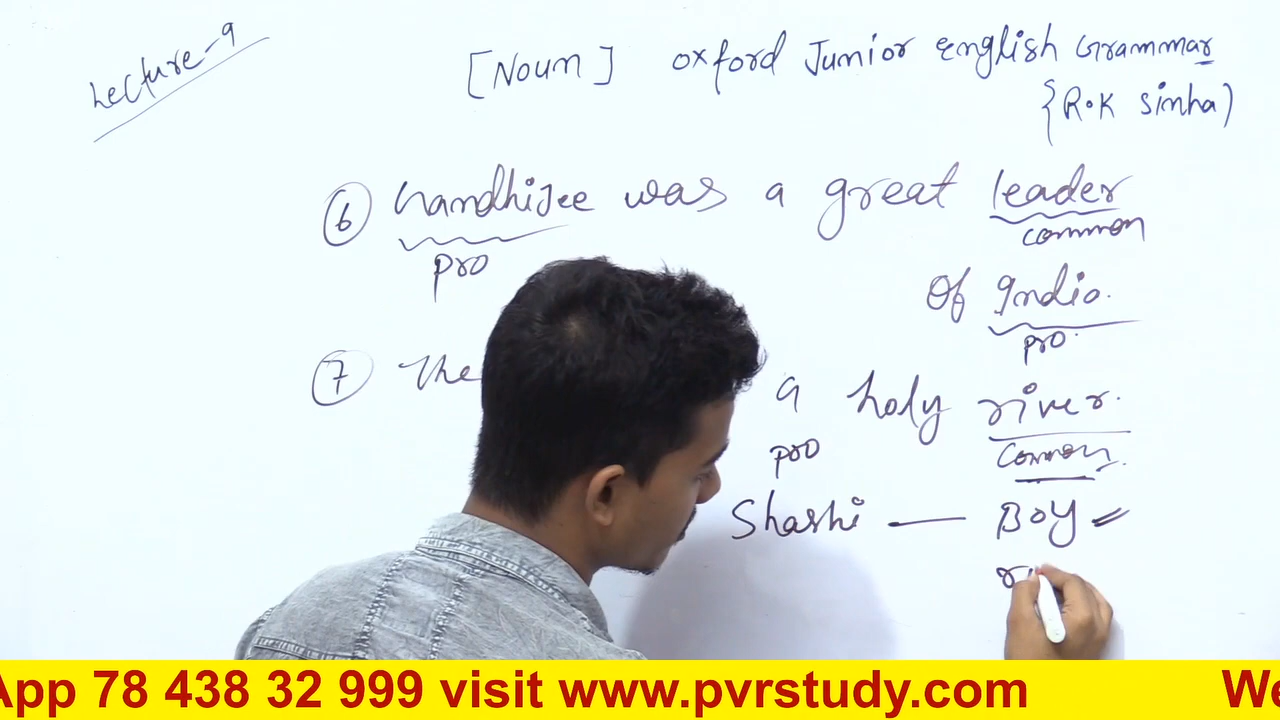 Lecture-9
[Noun] Oxford Junior English Grammar
{R.K Sinha)
6 GandhiJee was a great leader
pro common
Of India.
pro.
7 The a holy river.
pro common.
Shashi — Boy
App 78 438 32 999 visit www.pvrstudy.com We